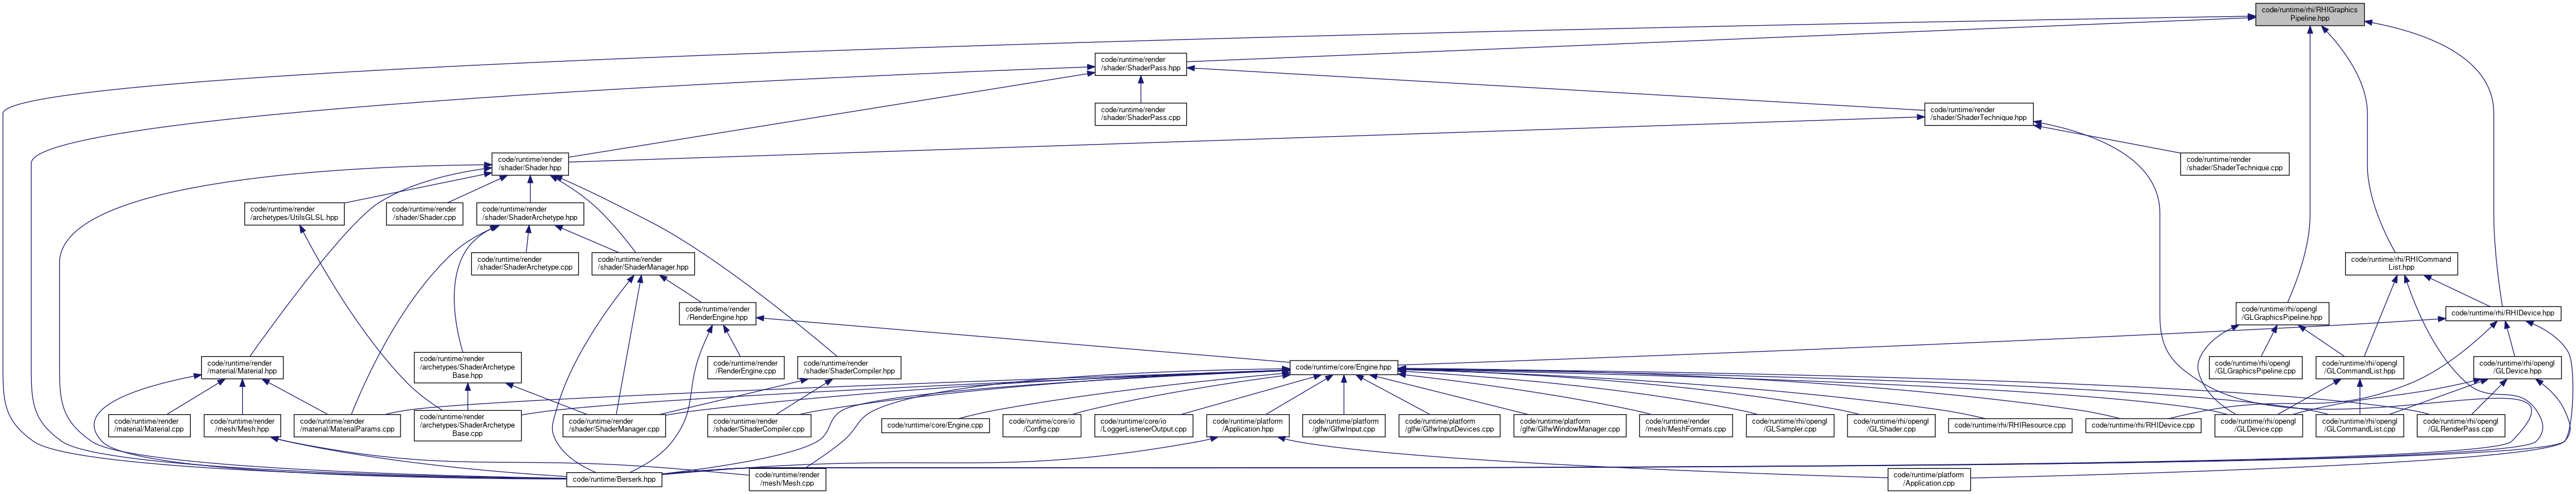 code/runtime/rhi/RHIGraphics
Pipeline.hpp
code/runtime/render
/shader/ShaderPass.hpp
code/runtime/render
/shader/ShaderPass.cpp
code/runtime/render
/shader/ShaderTechnique.hpp
code/runtime/render
/shader/Shader.hpp
code/runtime/render
/shader/ShaderTechnique.cpp
code/runtime/render
/archetypes/UtilsGLSL.hpp
code/runtime/render
/shader/Shader.cpp
code/runtime/render
/shader/ShaderArchetype.hpp
code/runtime/render
/shader/ShaderArchetype.cpp
code/runtime/render
/shader/ShaderManager.hpp
code/runtime/rhi/RHICommand
List.hpp
code/runtime/render
/RenderEngine.hpp
code/runtime/rhi/opengl
/GLGraphicsPipeline.hpp
code/runtime/rhi/RHIDevice.hpp
code/runtime/render
/material/Material.hpp
code/runtime/render
/archetypes/ShaderArchetype
Base.hpp
code/runtime/render
/RenderEngine.cpp
code/runtime/render
/shader/ShaderCompiler.hpp
code/runtime/core/Engine.hpp
code/runtime/rhi/opengl
/GLGraphicsPipeline.cpp
code/runtime/rhi/opengl
/GLCommandList.hpp
code/runtime/rhi/opengl
/GLDevice.hpp
code/runtime/render
/material/Material.cpp
code/runtime/render
/mesh/Mesh.hpp
code/runtime/render
/material/MaterialParams.cpp
code/runtime/render
/archetypes/ShaderArchetype
Base.cpp
code/runtime/render
/shader/ShaderManager.cpp
code/runtime/render
/shader/ShaderCompiler.cpp
code/runtime/core/Engine.cpp
code/runtime/core/io
/Config.cpp
code/runtime/core/io
/LoggerListenerOutput.cpp
code/runtime/platform
/Application.hpp
code/runtime/platform
/glfw/GlfwInput.cpp
code/runtime/platform
/glfw/GlfwInputDevices.cpp
code/runtime/platform
/glfw/GlfwWindowManager.cpp
code/runtime/render
/mesh/MeshFormats.cpp
code/runtime/rhi/opengl
/GLSampler.cpp
code/runtime/rhi/opengl
/GLShader.cpp
code/runtime/rhi/RHIResource.cpp
code/runtime/rhi/RHIDevice.cpp
code/runtime/rhi/opengl
/GLDevice.cpp
code/runtime/rhi/opengl
/GLCommandList.cpp
code/runtime/rhi/opengl
/GLRenderPass.cpp
code/runtime/Berserk.hpp
code/runtime/render
/mesh/Mesh.cpp
code/runtime/platform
/Application.cpp